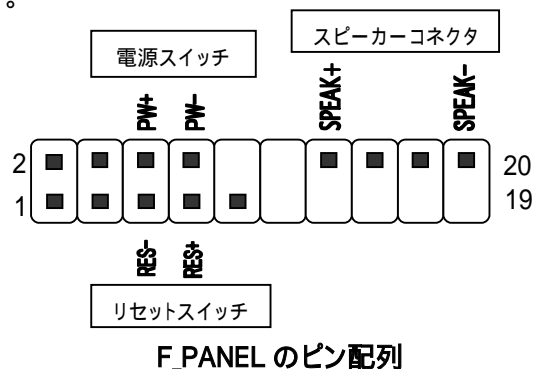 。
電源スイッチ
スピーカーコネクタ
PW+ PW- SPEAK+ SPEAK-
2 20
1 19
RES- RES+
リセットスイッチ
F_PANEL のピン配列